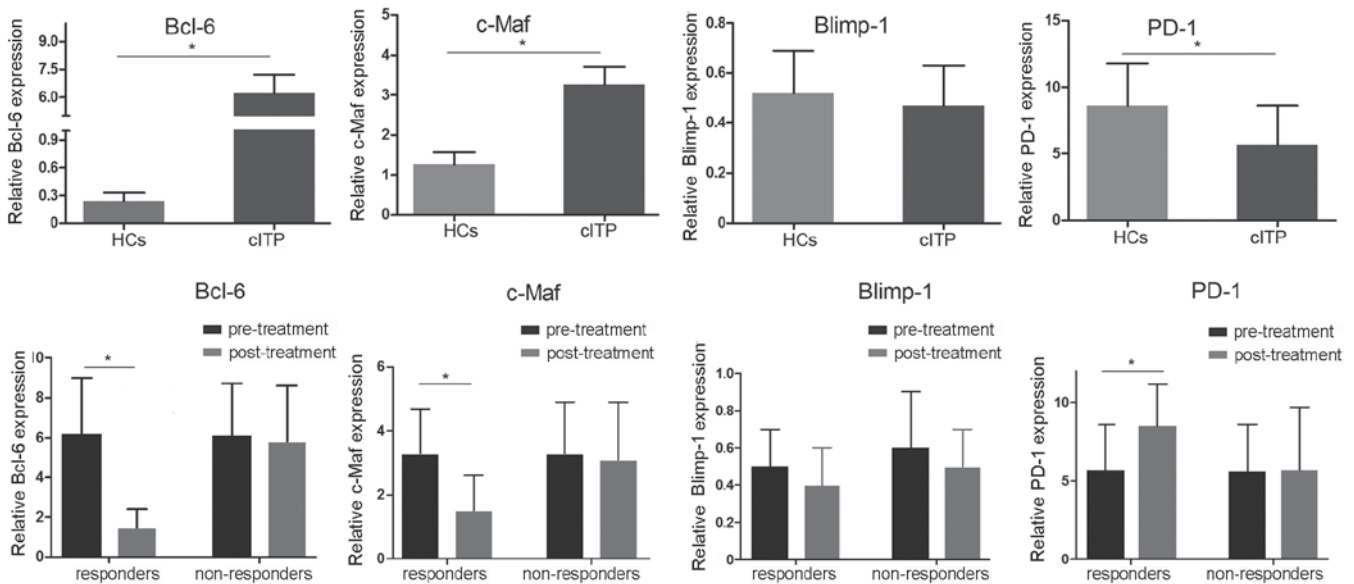 Bcl-6
Relative Bcl-6 expression
9.0
7.5
6.0
1.2
0.9
0.6
0.3
0
*
HCs
cITP
c-Maf
Relative c-Maf expression
5
4
3
2
1
0
*
HCs
cITP
Blimp-1
Relative Blimp-1 expression
0.8
0.6
0.4
0.2
0
HCs
cITP
PD-1
Relative PD-1 expression
15
10
5
0
*
HCs
cITP
Bcl-6
pre-treatment
post-treatment
Relative Bcl-6 expression
10
8
6
4
2
0
*
responders
non-responders
c-Maf
pre-treatment
post-treatment
Relative c-Maf expression
6
4
2
0
*
responders
non-responders
Blimp-1
pre-treatment
post-treatment
Relative Blimp-1 expression
1.0
0.8
0.6
0.4
0.2
0
responders
non-responders
PD-1
pre-treatment
post-treatment
Relative PD-1 expression
15
10
5
0
*
responders
non-responders